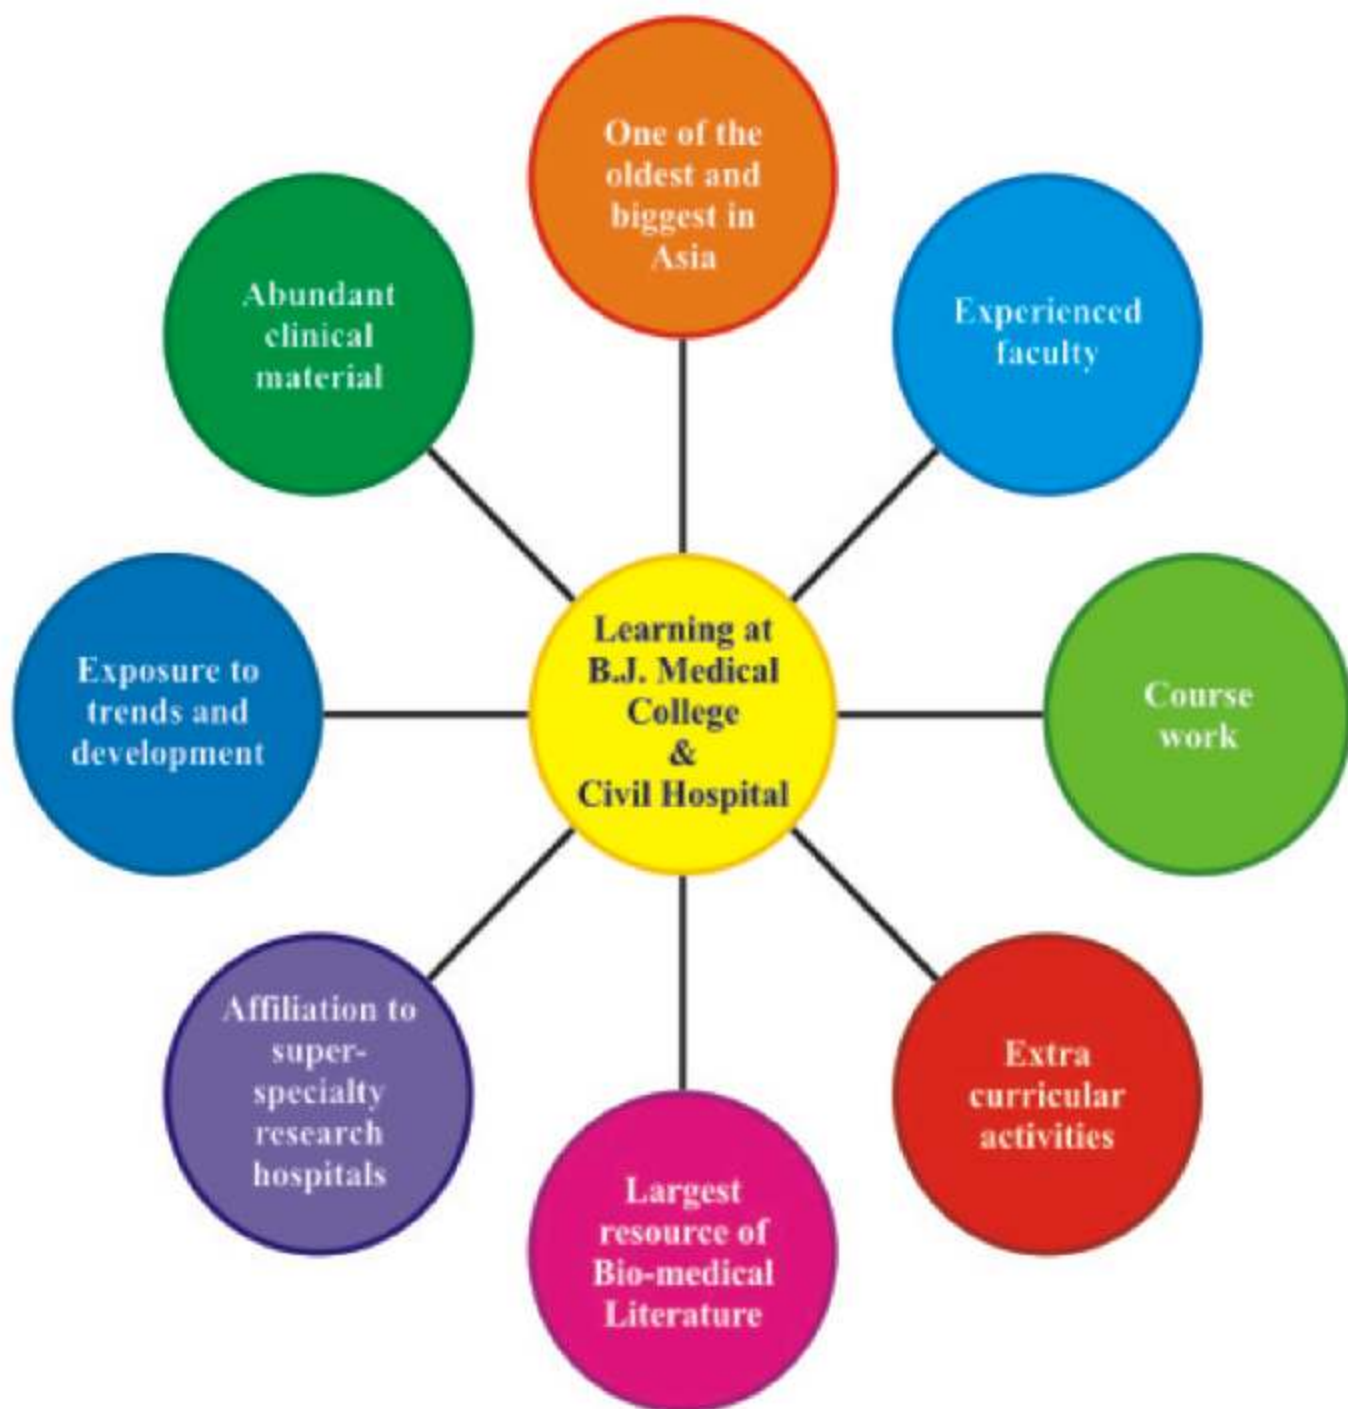 One of the
oldest and
biggest in
Asia
Experienced
faculty
Course
work
Extra
curricular
activities
Largest
resource of
Bio-medical
Literature
Affiliation to
super-
specialty
research
hospitals
Exposure to
trends and
development
Abundant
clinical
material
Learning at
B.J. Medical
College
&
Civil Hospital